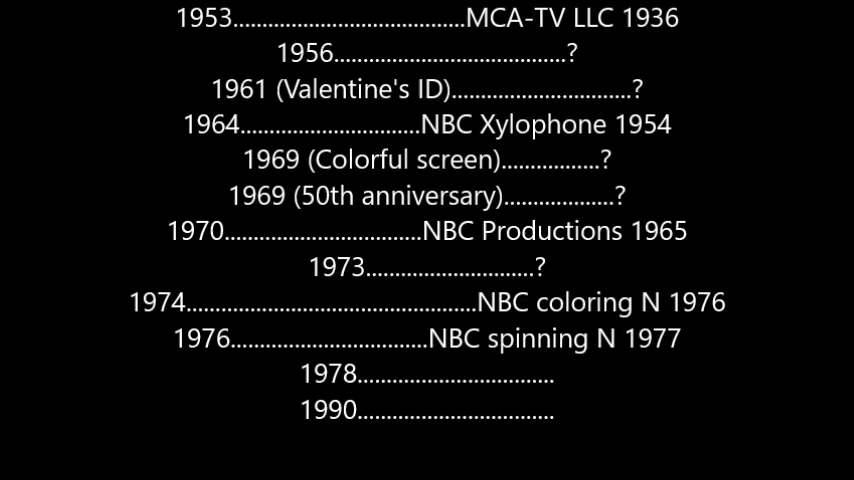 1953.......................................MCA-TV LLC 1936
1956.......................................?
1961 (Valentine's ID)...............................?
1964..............................NBC Xylophone 1954
1969 (Colorful screen).................?
1969 (50th anniversary)...................?
1970.................................NBC Productions 1965
1973............................?
1974.................................................NBC coloring N 1976
1976.................................NBC spinning N 1977
1978.................................
1990.................................